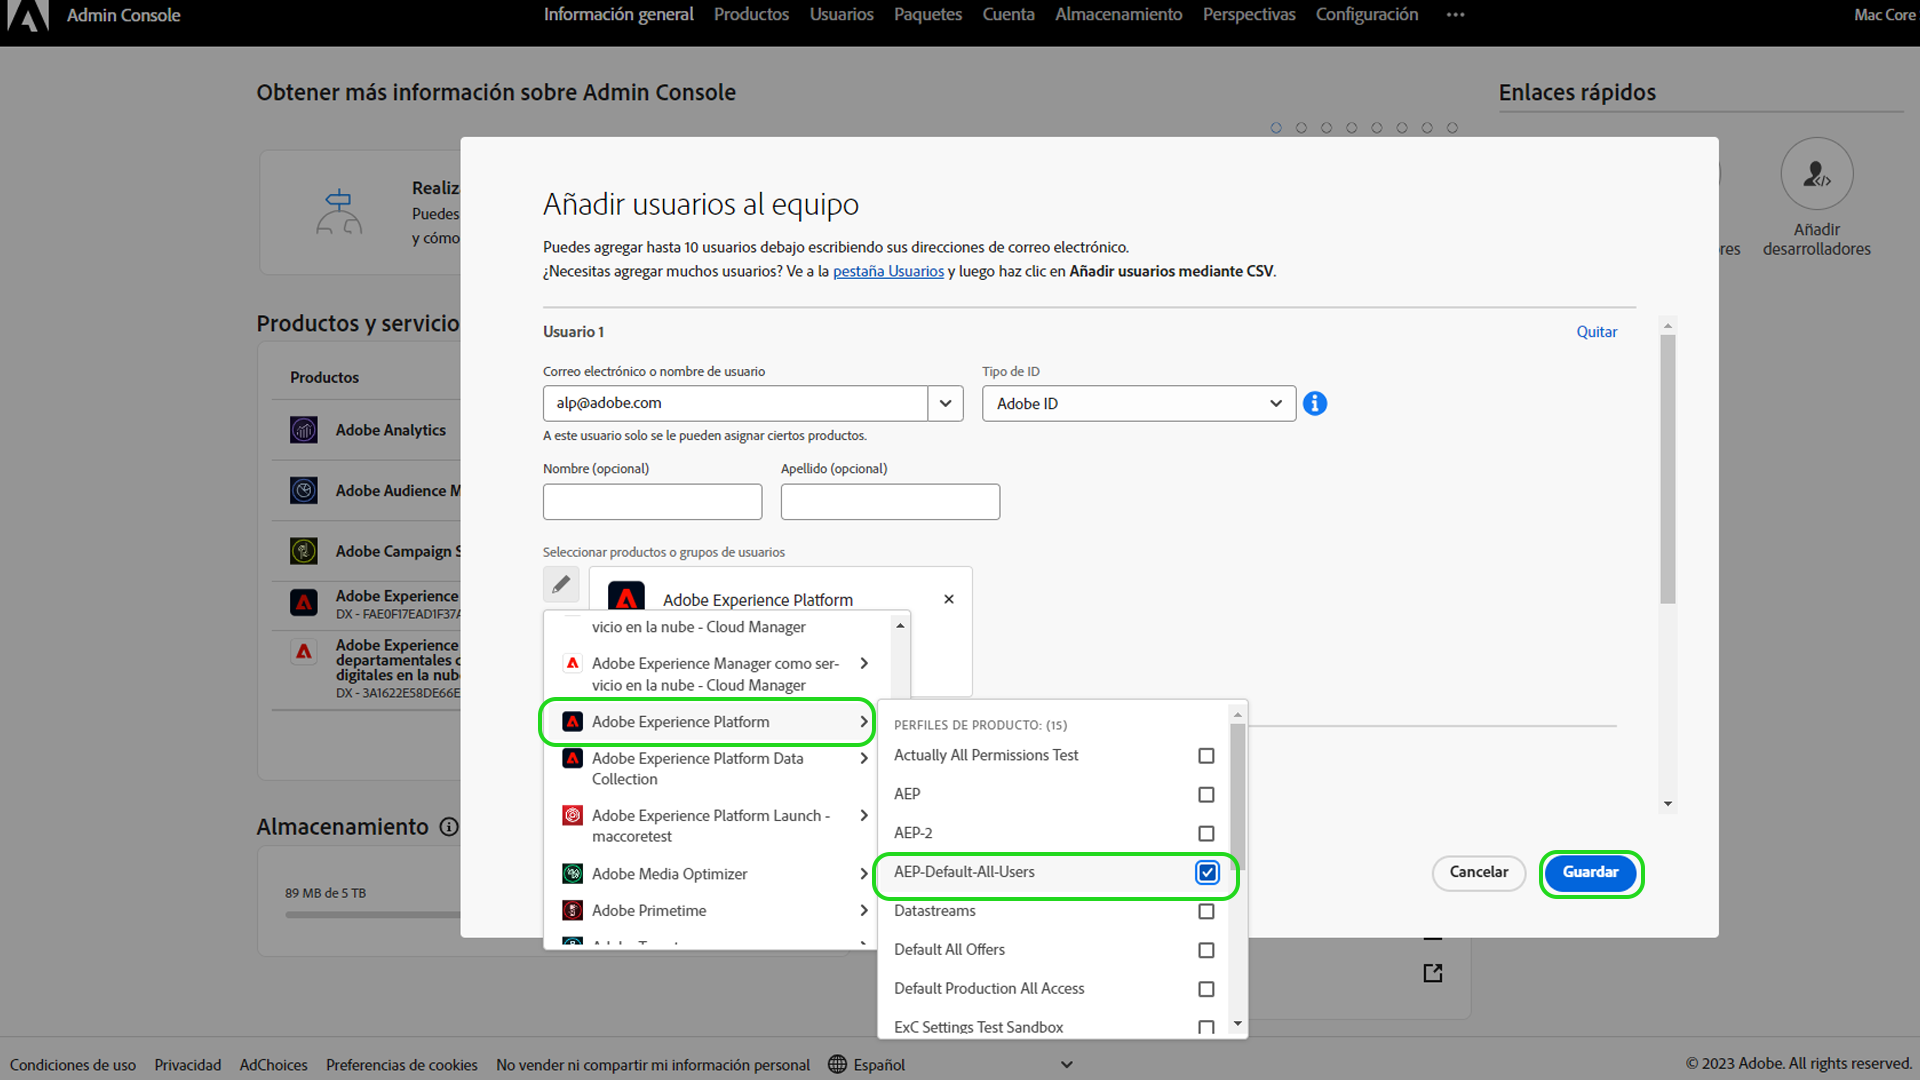 Admin Console
Información general
Productos
Usuarios
Paquetes
Cuenta
Almacenamiento
Perspectivas
Configuración
Mac Core
Obtener más información sobre Admin Console
Enlaces rápidos
Realiz
Puedes
y cómo
res
Añadir
desarrolladores
Productos y servicio
Productos
Adobe Analytics
Adobe Audience M
Adobe Campaign S
Adobe Experience
DX - FAE0F17EAD1F37A
Adobe Experience
departamentales c
digitales en la nub
DX - 3A1622E58DE66E
Almacenamiento
89 MB de 5 TB
Añadir usuarios al equipo
Puedes agregar hasta 10 usuarios debajo escribiendo sus direcciones de correo electrónico.
¿Necesitas agregar muchos usuarios? Ve a la pestaña Usuarios y luego haz clic en Añadir usuarios mediante CSV.
Usuario 1
Quitar
Correo electrónico o nombre de usuario
Tipo de ID
alp@adobe.com
Adobe ID
A este usuario solo se le pueden asignar ciertos productos.
Nombre (opcional)
Apellido (opcional)
Seleccionar productos o grupos de usuarios
Adobe Experience Platform
vicio en la nube - Cloud Manager
Adobe Experience Manager como ser-
vicio en la nube - Cloud Manager
Adobe Experience Platform
Adobe Experience Platform Data
Collection
Adobe Experience Platform Launch -
maccoretest
Adobe Media Optimizer
Adobe Primetime
PERFILES DE PRODUCTO: (15)
Actually All Permissions Test
AEP
AEP-2
AEP-Default-All-Users
Datastreams
Default All Offers
Default Production All Access
ExC Settings Test Sandbox
Cancelar
Guardar
Condiciones de uso
Privacidad
AdChoices
Preferencias de cookies
No vender ni compartir mi información personal
Español
© 2023 Adobe. All rights reserved.